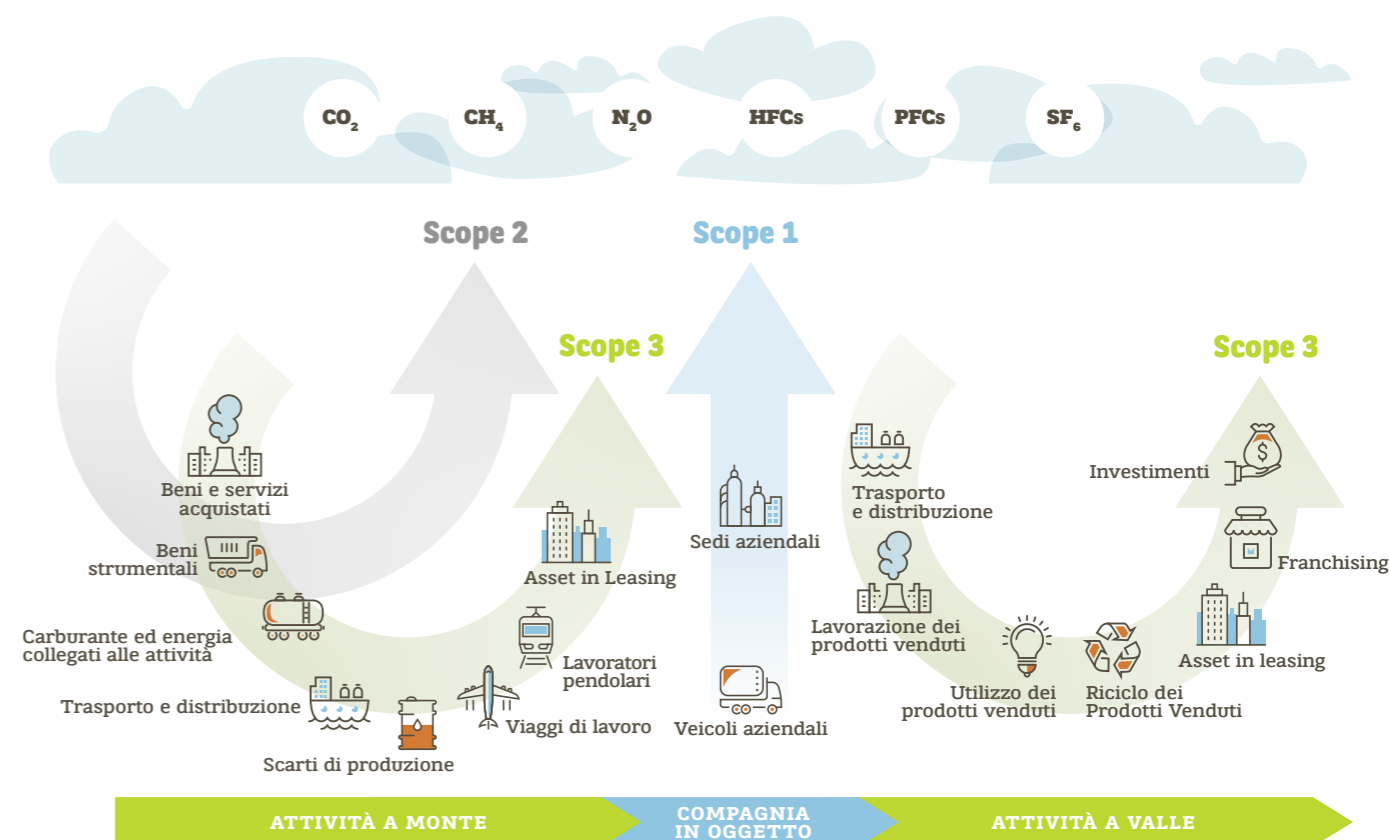 CO2
CH4
N2O
HFCs
PFCs
SF6
Scope 2
Scope 1
Scope 3
Scope 3
Beni e servizi
acquistati
Beni
strumentali
Carburante ed energia
collegati alle attività
Trasporto e distribuzione
Scarti di produzione
Viaggi di lavoro
Lavoratori
pendolari
Asset in Leasing
Sedi aziendali
Veicoli aziendali
Trasporto
e distribuzione
Lavorazione dei
prodotti venduti
Utilizzo dei
prodotti venduti
Riciclo dei
Prodotti Venduti
Asset in leasing
Franchising
Investimenti
$
ATTIVITÀ A MONTE
COMPAGNIA
IN OGGETTO
ATTIVITÀ A VALLE